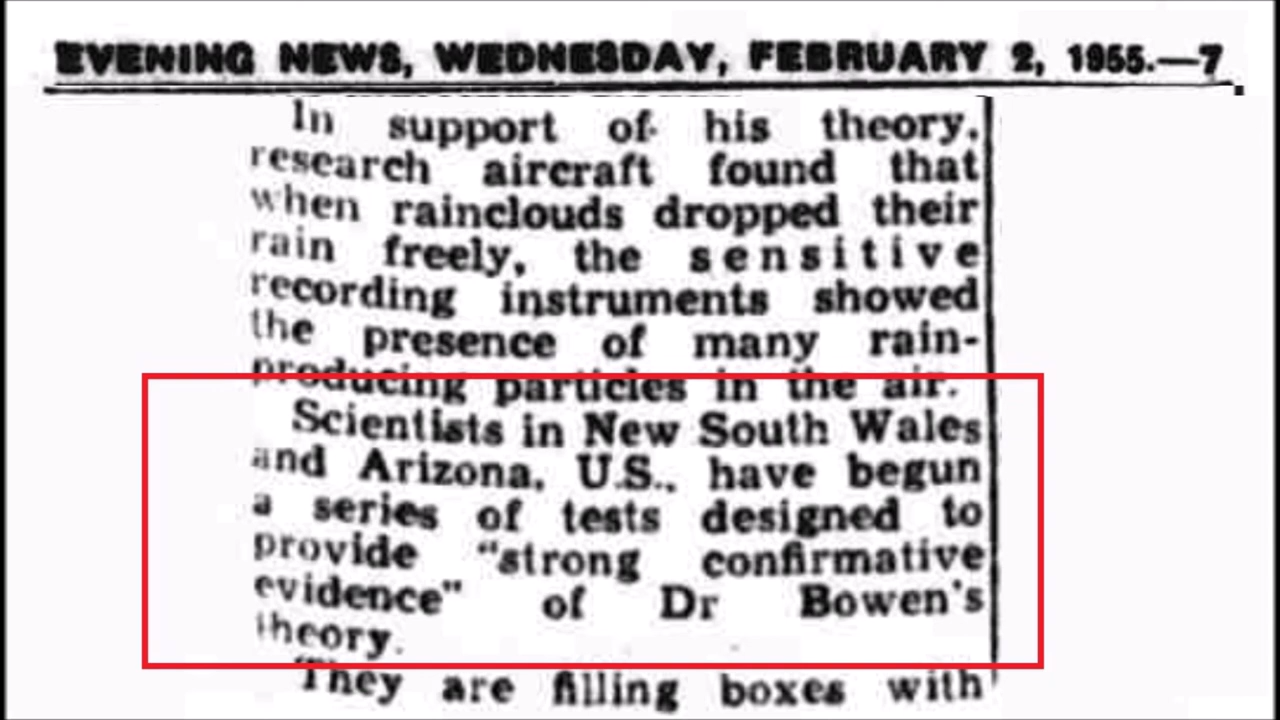 EVENING NEWS, WEDNESDAY, FEBRUARY 2, 1955.—7
In support of his theory,
research aircraft found that
when rainclouds dropped their
rain freely, the sensitive
recording instruments showed
the presence of many rain-
producing particles in the air.
Scientists in New South Wales
and Arizona, U.S., have begun
a series of tests designed to
provide "strong confirmative
evidence" of Dr Bowen's
theory.
They are filling boxes with